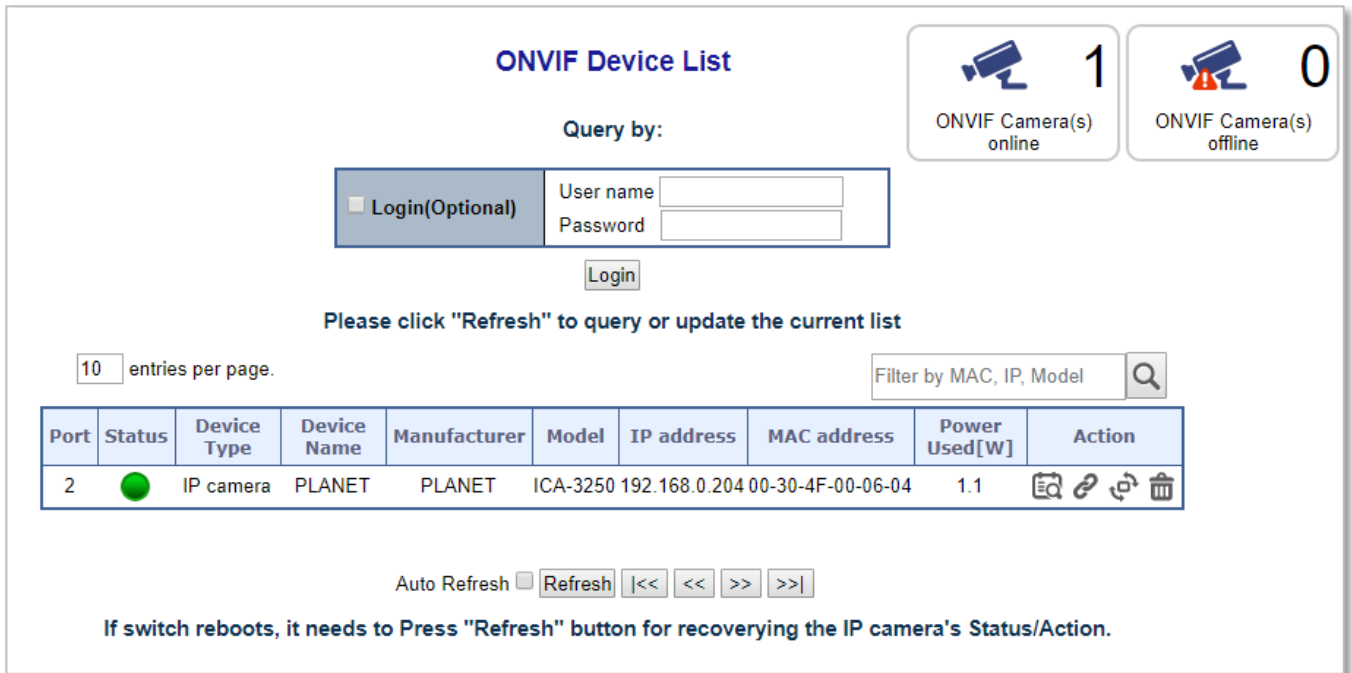 ONVIF Device List
1
ONVIF Camera(s)
online
0
ONVIF Camera(s)
offline
Query by:
Login(Optional)
User name
Password
Login
Please click "Refresh" to query or update the current list
10 entries per page.
Filter by MAC, IP, Model
Port Status Device Type Device Name Manufacturer Model IP address MAC address Power Used[W] Action
2 IP camera PLANET PLANET ICA-3250 192.168.0.204 00-30-4F-00-06-04 1.1
Auto Refresh Refresh |<< << >> >>|
If switch reboots, it needs to Press "Refresh" button for recoverying the IP camera's Status/Action.